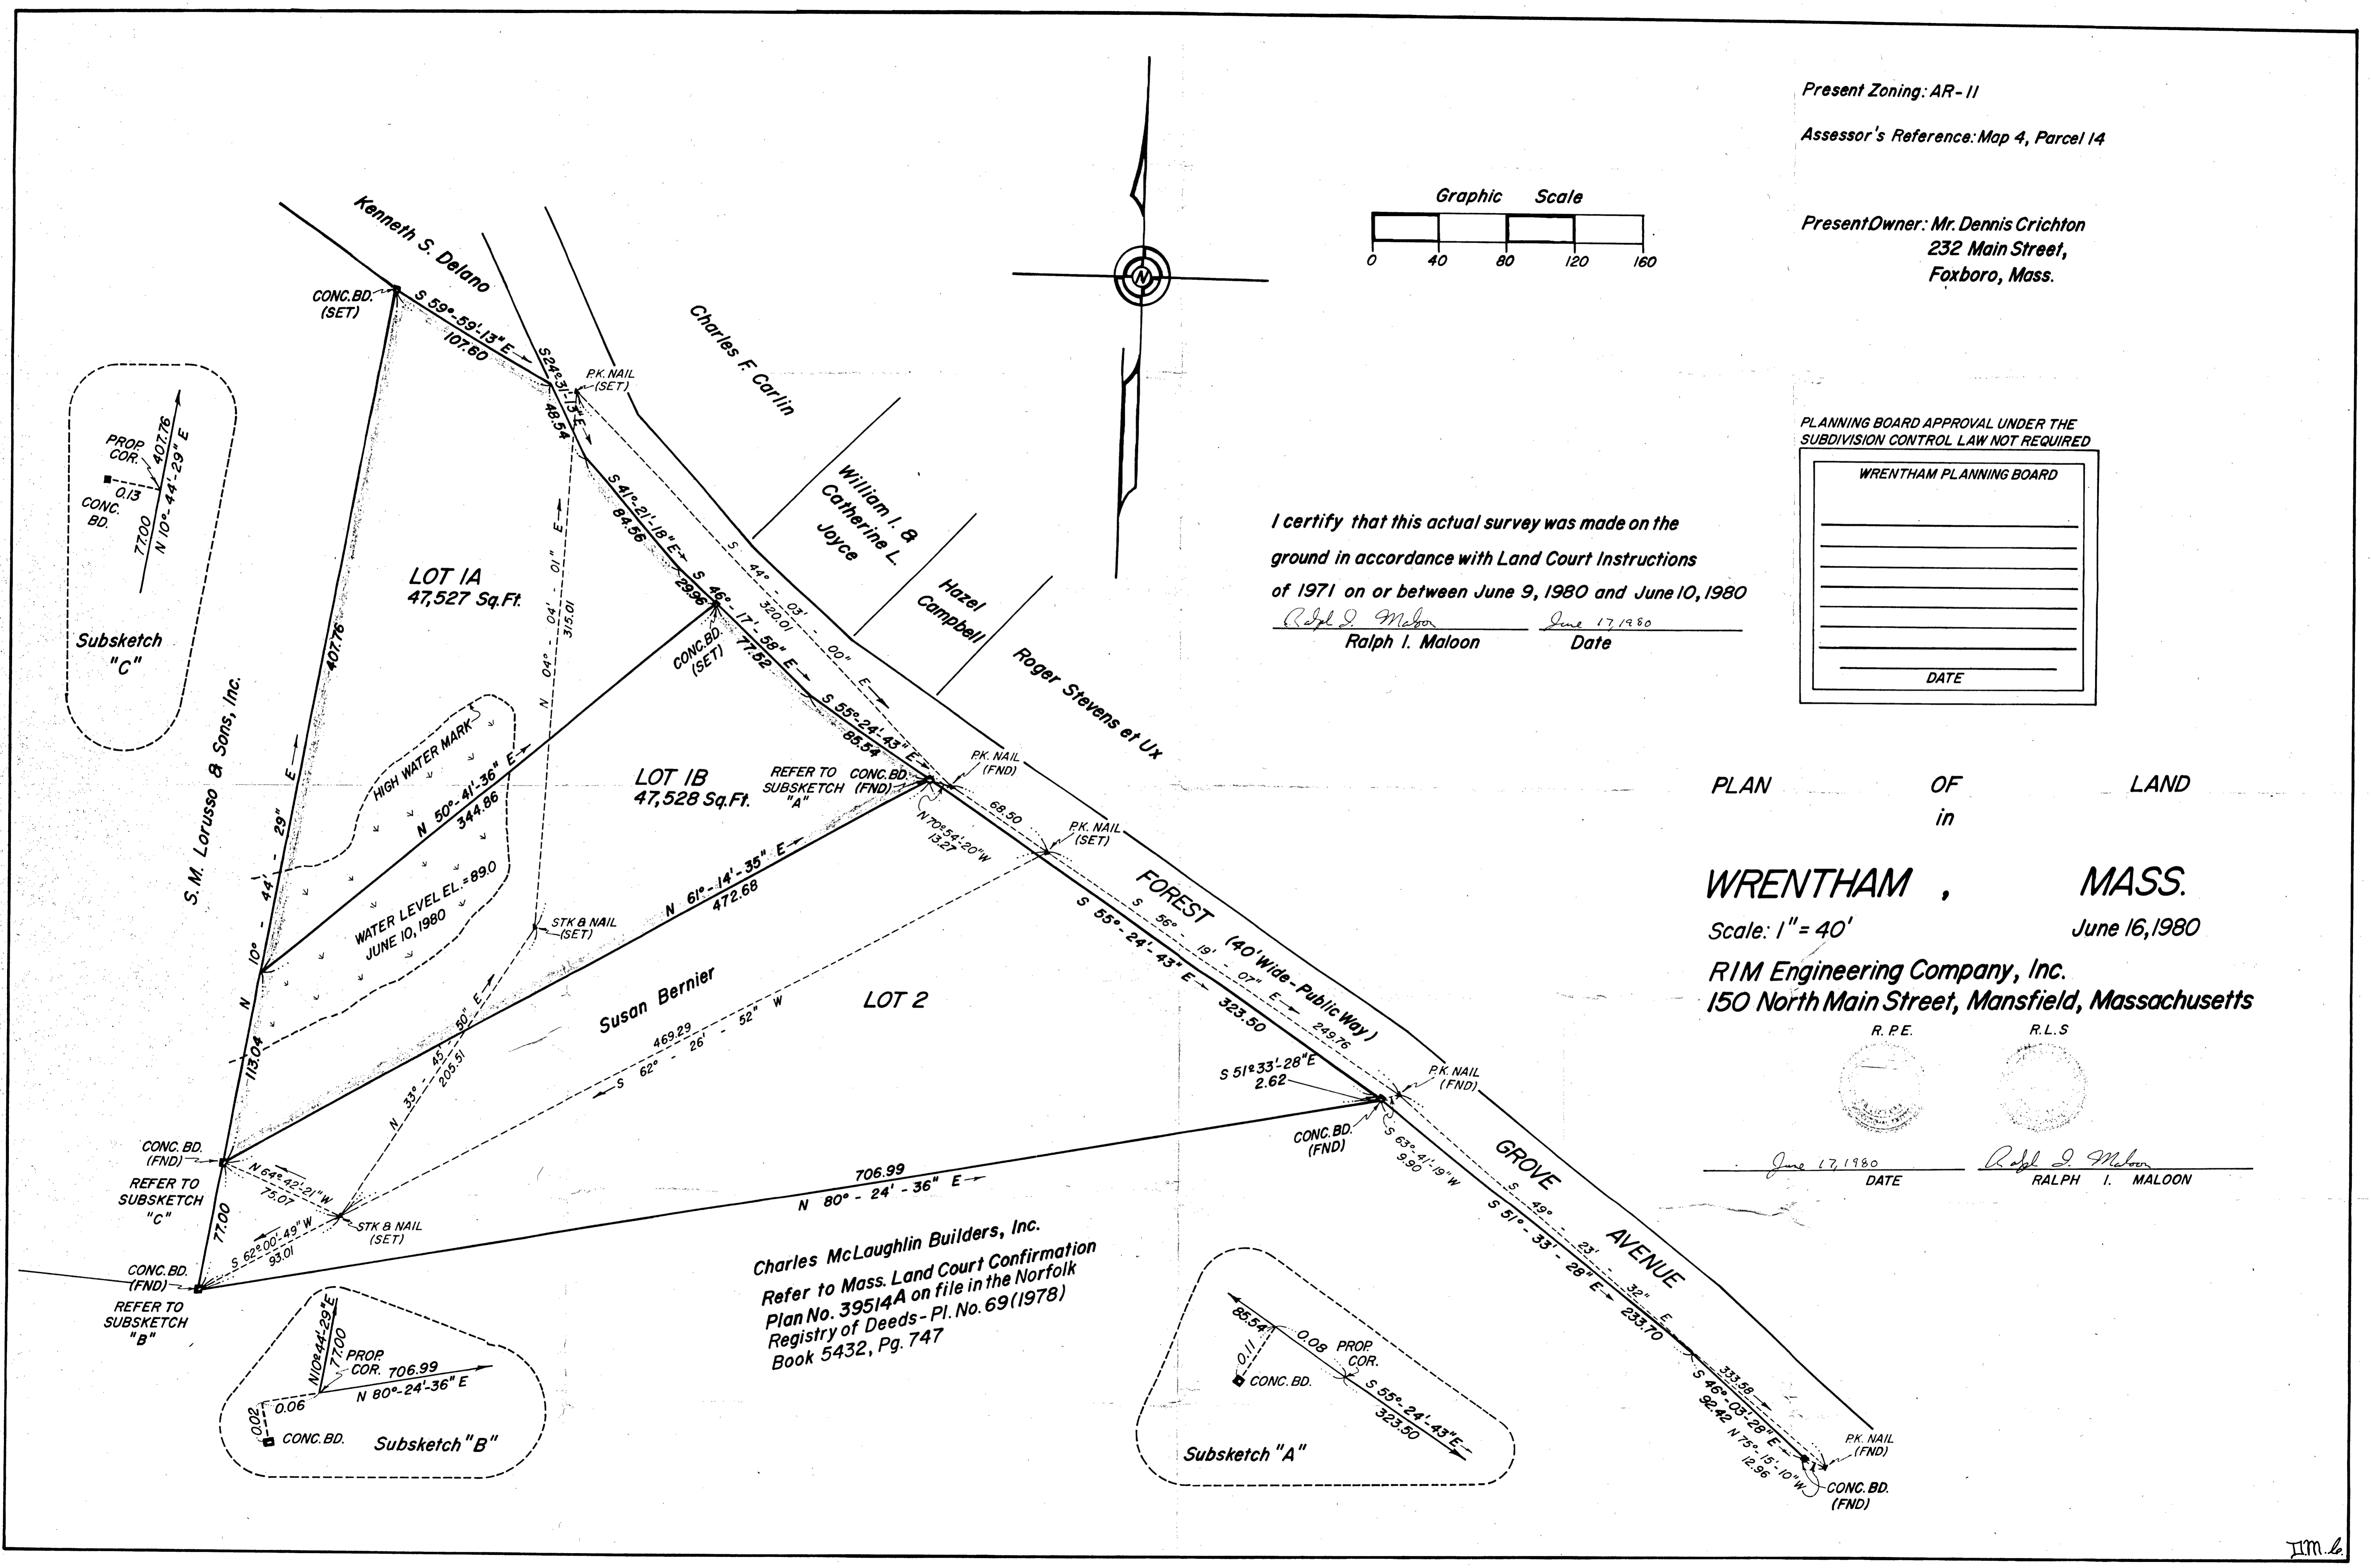 Present Zoning: AR-11
Assessor's Reference: Map 4, Parcel 14
Present Owner: Mr. Dennis Crichton
232 Main Street,
Foxboro, Mass.
Graphic Scale
0 40 80 120 160
N
PLANNING BOARD APPROVAL UNDER THE
SUBDIVISION CONTROL LAW NOT REQUIRED
WRENTHAM PLANNING BOARD
DATE
I certify that this actual survey was made on the
ground in accordance with Land Court Instructions
of 1971 on or between June 9, 1980 and June 10, 1980
Ralph I. Maloon June 17, 1980
Ralph I. Maloon Date
PLAN OF LAND
in
WRENTHAM, MASS.
Scale: 1" = 40' June 16, 1980
RIM Engineering Company, Inc.
150 North Main Street, Mansfield, Massachusetts
R.P.E. R.L.S
June 17, 1980 Ralph I. Maloon
DATE RALPH I. MALOON
Kenneth S. Delano
CONC. BD.
(SET)
S 59°-59'-13" E
107.60
S 24°31'-13" E
48.54
P.K. NAIL
(SET)
Charles F. Carlin
William I. &
Catherine L.
Joyce
Hazel
Campbell
Roger Stevens et Ux
S 41°-21'-18" E
84.56
S 46°-17'-58" E
29.96
77.52
CONC. BD.
(SET)
S 44°-03'-00" E
320.01
S 55°-24'-43" E
85.54
P.K. NAIL
(FND)
REFER TO
SUBSKETCH
"A"
CONC. BD.
(FND)
N 70°54'-20" W
13.27
68.50
P.K. NAIL
(SET)
LOT 1A
47,527 Sq.Ft.
N 04°-04'-01" E
315.01
407.76
N 10°-44'-29" E
S.M. Lorusso & Sons, Inc.
HIGH WATER MARK
N 50°-41'-36" E
344.86
WATER LEVEL EL.=89.0
JUNE 10, 1980
LOT 1B
47,528 Sq.Ft.
STK & NAIL
(SET)
N 61°-14'-35" E
472.68
113.04
N 33°-45'-50" E
205.51
Susan Bernier
LOT 2
469.29
S 62°-26'-52" W
FOREST GROVE AVENUE
(40' Wide-Public Way)
S 56°-19'-07" E
249.76
S 55°-24'-43" E
323.50
S 51°33'-28" E
2.62
P.K. NAIL
(FND)
CONC. BD.
(FND)
S 63°-41'-19" W
9.90
S 49°-23'-32" E
333.58
S 51°-33'-28" E
233.70
S 46°-03'-28" E
92.42
N 75°-15'-10" W
12.96
P.K. NAIL
(FND)
CONC. BD.
(FND)
CONC. BD.
(FND)
REFER TO
SUBSKETCH
"C"
N 64°42'-21" W
75.07
77.00
S 62°00'-49" W
93.01
STK & NAIL
(SET)
CONC. BD.
(FND)
REFER TO
SUBSKETCH
"B"
706.99
N 80°-24'-36" E
Charles McLaughlin Builders, Inc.
Refer to Mass. Land Court Confirmation
Plan No. 39514A on file in the Norfolk
Registry of Deeds-Pl. No. 69 (1978)
Book 5432, Pg. 747
PROP.
COR.
407.76
N 10°-44'-29" E
0.13
CONC.
BD.
77.00
Subsketch
"C"
N10°44'-29"E
77.00
PROP.
COR.
706.99
N 80°-24'-36" E
0.06
0.02
CONC. BD.
Subsketch "B"
85.54
0.11
0.08
PROP.
COR.
CONC. BD.
S 55°-24'-43" E
323.50
Subsketch "A"